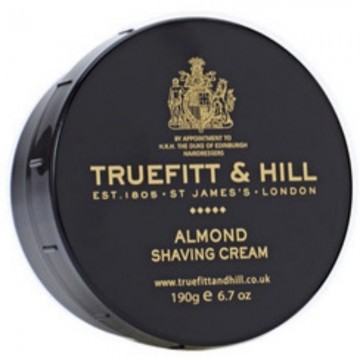 BY APPOINTMENT TO
H.R.H. THE DUKE OF EDINBURGH
HAIRDRESSERS
TRUEFITT & HILL
EST.1805 · ST JAMES'S · LONDON
ALMOND
SHAVING CREAM
www.truefittandhill.co.uk
190g e 6.7 oz